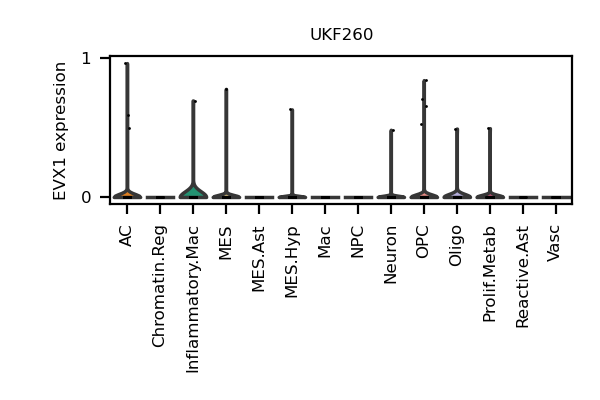 UKF260
EVX1 expression
1
0
AC
Chromatin.Reg
Inflammatory.Mac
MES
MES.Ast
MES.Hyp
Mac
NPC
Neuron
OPC
Oligo
Prolif.Metab
Reactive.Ast
Vasc